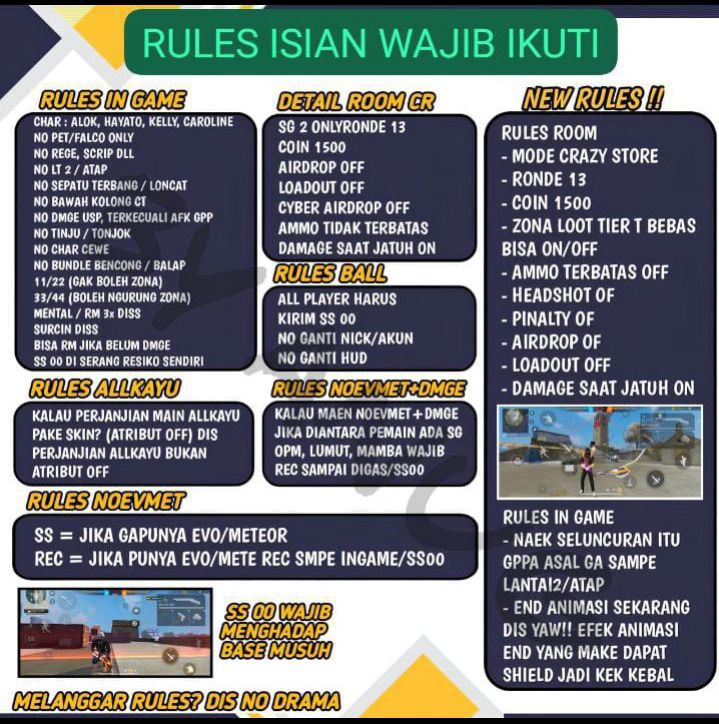 RULES ISIAN WAJIB IKUTI
RULES IN GAME
CHAR : ALOK, HAYATO, KELLY, CAROLINE
NO PET/FALCO ONLY
NO REGE, SCRIP DLL
NO LT 2 / ATAP
NO SEPATU TERBANG / LONCAT
NO BAWAH KOLONG CT
NO DMGE USP, TERKECUALI AFK GPP
NO TINJU / TONJOK
NO CHAR CEWE
NO BUNDLE BENCONG / BALAP
11/22 (GAK BOLEH ZONA)
33/44 (BOLEH NGURUNG ZONA)
MENTAL / RM 3x DISS
SURCIN DISS
BISA RM JIKA BELUM DMGE
SS 00 DI SERANG RESIKO SENDIRI
DETAIL ROOM CR
SG 2 ONLYRONDE 13
COIN 1500
AIRDROP OFF
LOADOUT OFF
CYBER AIRDROP OFF
AMMO TIDAK TERBATAS
DAMAGE SAAT JATUH ON
RULES BALL
ALL PLAYER HARUS
KIRIM SS 00
NO GANTI NICK/AKUN
NO GANTI HUD
RULES ALLKAYU
KALAU PERJANJIAN MAIN ALLKAYU
PAKE SKIN? (ATRIBUT OFF) DIS
PERJANJIAN ALLKAYU BUKAN
ATRIBUT OFF
RULES NOEVMET+DMGE
KALAU MAEN NOEVMET+DMGE
JIKA DIANTARA PEMAIN ADA SG
OPM, LUMUT, MAMBA WAJIB
REC SAMPAI DIGAS/SS00
RULES NOEVMET
SS = JIKA GAPUNYA EVO/METEOR
REC = JIKA PUNYA EVO/METE REC SMPE INGAME/SS00
SS 00 WAJIB
MENGHADAP
BASE MUSUH
MELANGGAR RULES? DIS NO DRAMA
NEW RULES !!
RULES ROOM
- MODE CRAZY STORE
- RONDE 13
- COIN 1500
- ZONA LOOT TIER T BEBAS
BISA ON/OFF
- AMMO TERBATAS OFF
- HEADSHOT OF
- PINALTY OF
- AIRDROP OF
- LOADOUT OFF
- DAMAGE SAAT JATUH ON
RULES IN GAME
- NAEK SELUNCURAN ITU
GPPA ASAL GA SAMPE
LANTAI2/ATAP
- END ANIMASI SEKARANG
DIS YAW!! EFEK ANIMASI
END YANG MAKE DAPAT
SHIELD JADI KEK KEBAL